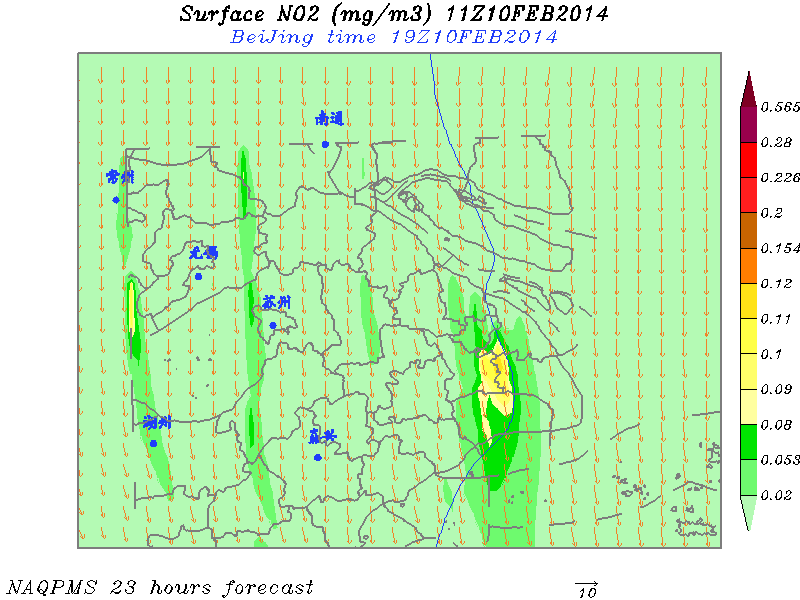 Surface NO2 (mg/m3) 11Z10FEB2014
BeiJing time 19Z10FEB2014
南通
常州
无锡
苏州
湖州
嘉兴
0.565
0.28
0.226
0.2
0.154
0.12
0.11
0.1
0.09
0.08
0.053
0.02
NAQPMS 23 hours forecast
10